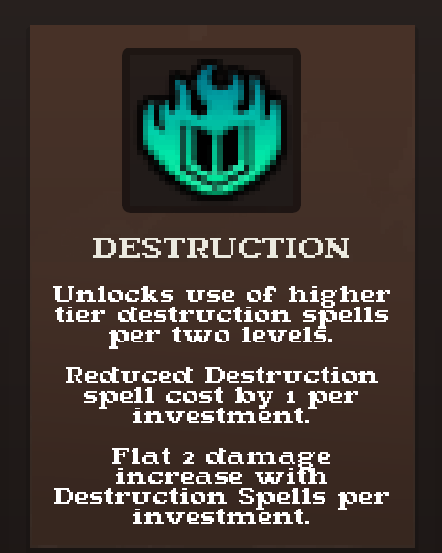 DESTRUCTION
Unlocks use of higher
tier destruction spells
per two levels.
Reduced Destruction
spell cost by 1 per
investment.
Flat 2 damage
increase with
Destruction Spells per
investment.